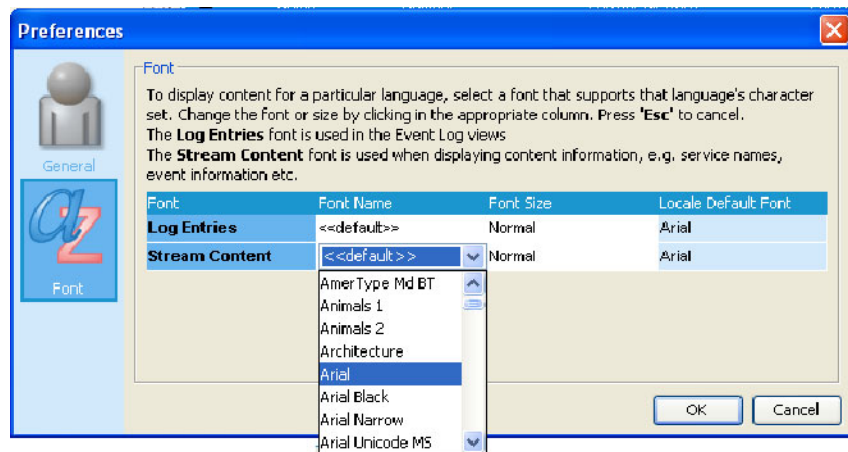 Preferences
Font
To display content for a particular language, select a font that supports that language's character
set. Change the font or size by clicking in the appropriate column. Press 'Esc' to cancel.
The Log Entries font is used in the Event Log views
The Stream Content font is used when displaying content information, e.g. service names,
event information etc.
General
Font Font Name Font Size Locale Default Font
Log Entries <<default>> Normal Arial
Stream Content <<default>> Normal Arial
AmerType Md BT
Font
Animals 1
Animals 2
Architecture
Arial
Arial Black
Arial Narrow
OK Cancel
Arial Unicode MS